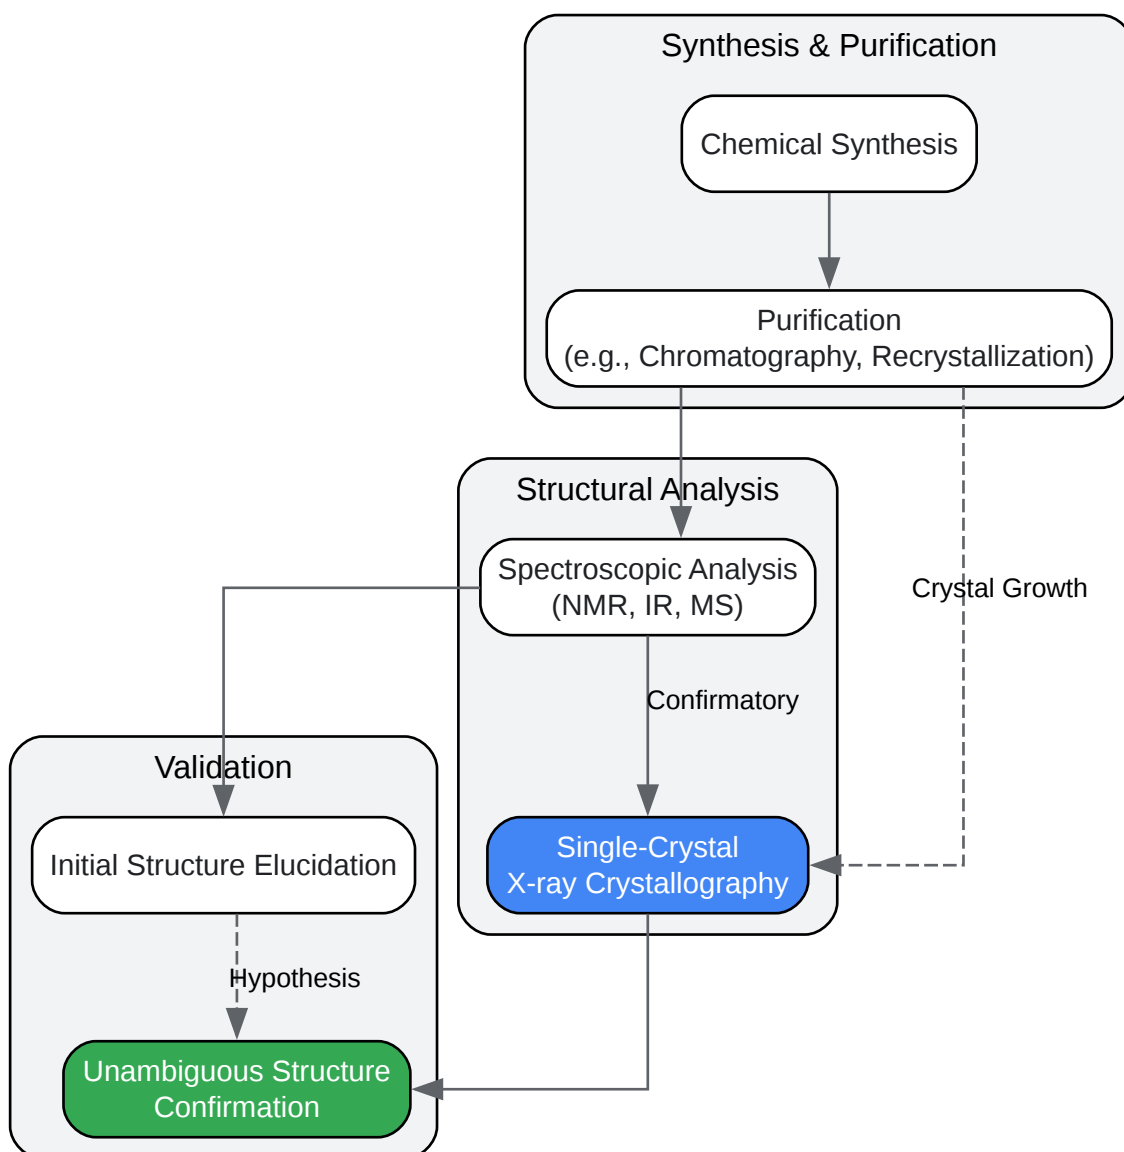 Synthesis & Purification
Chemical Synthesis
Purification
(e.g., Chromatography, Recrystallization)
Structural Analysis
Spectroscopic Analysis
(NMR, IR, MS)
Crystal Growth
Confirmatory
Validation
Initial Structure Elucidation
Single-Crystal
X-ray Crystallography
Hypothesis
Unambiguous Structure
Confirmation